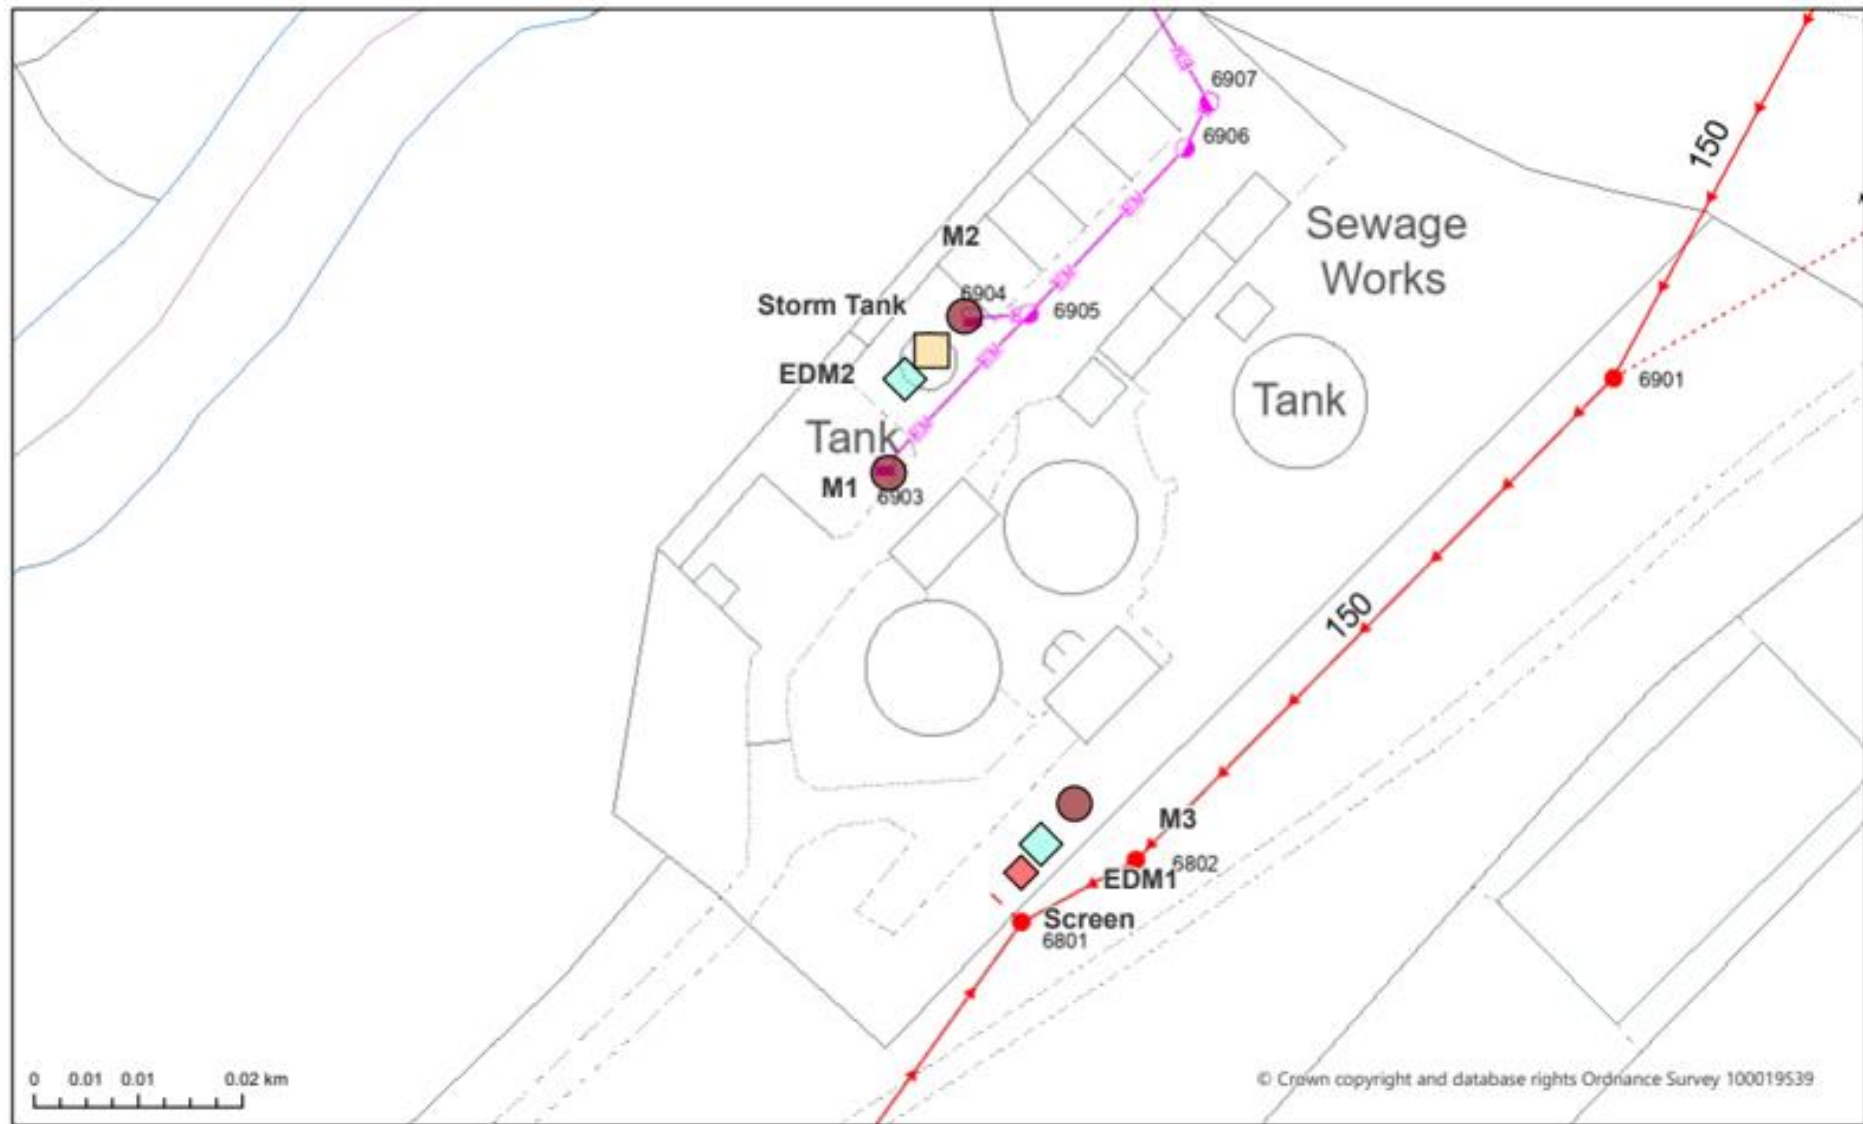 6907
6906
150
M2
Sewage
Works
6904
Storm Tank
6905
EDM2
Tank
6901
Tank
M1
6903
150
M3
6802
EDM1
Screen
6801
0 0.01 0.01 0.02 km
© Crown copyright and database rights Ordnance Survey 100019539